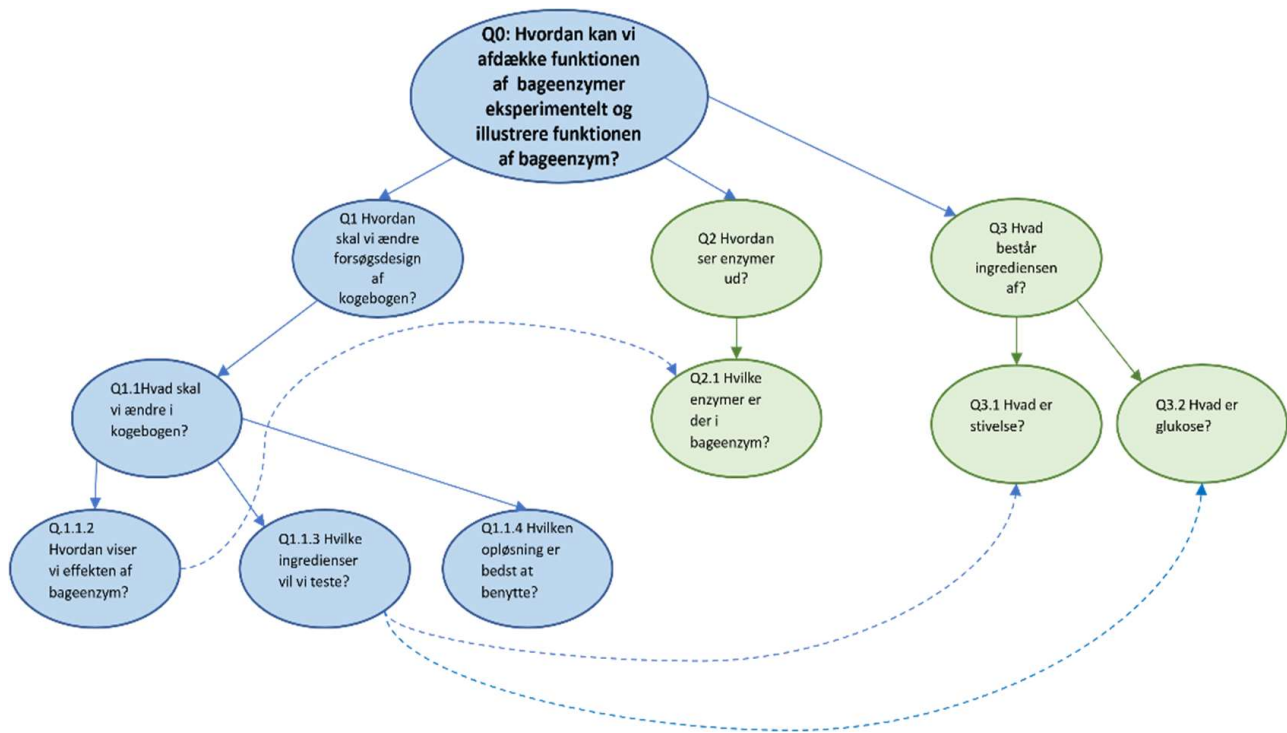 Q0: Hvordan kan vi
afdække funktionen
af bageenzymer
eksperimentelt og
illustrere funktionen
af bageenzym?
Q1 Hvordan
skal vi ændre
forsøgsdesign
af
kogebogen?
Q2 Hvordan
ser enzymer
ud?
Q3 Hvad
består
ingrediensen
af?
Q1.1Hvad skal
vi ændre i
kogebogen?
Q2.1 Hvilke
enzymer er
der i
bageenzym?
Q3.1 Hvad er
stivelse?
Q3.2 Hvad er
glukose?
Q.1.1.2
Hvordan viser
vi effekten af
bageenzym?
Q1.1.3 Hvilke
ingredienser
vil vi teste?
Q1.1.4 Hvilken
opløsning er
bedst at
benytte?